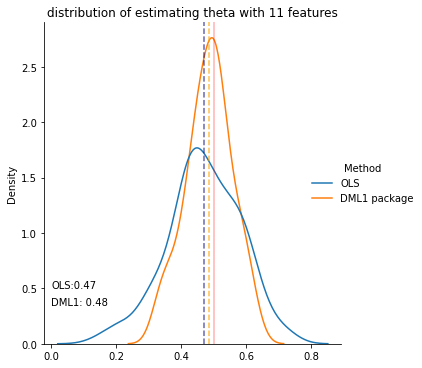 distribution of estimating theta with 11 features
2.5
2.0
1.5
1.0
0.5
0.0
Density
OLS:0.47
DML1: 0.48
0.0 0.2 0.4 0.6 0.8
Method
OLS
DML1 package